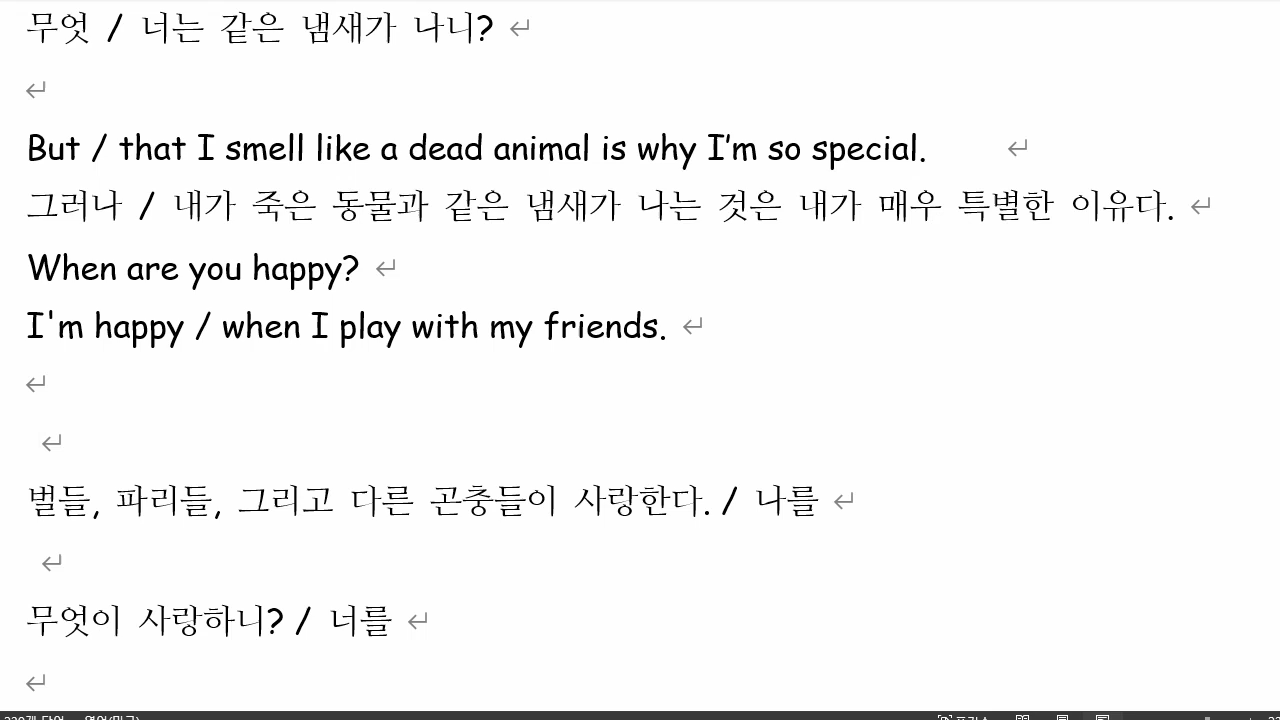 무엇 / 너는 같은 냄새가 나니?
But / that I smell like a dead animal is why I’m so special.
그러나 / 내가 죽은 동물과 같은 냄새가 나는 것은 내가 매우 특별한 이유다.
When are you happy?
I'm happy / when I play with my friends.
벌들, 파리들, 그리고 다른 곤충들이 사랑한다. / 나를
무엇이 사랑하니? / 너를